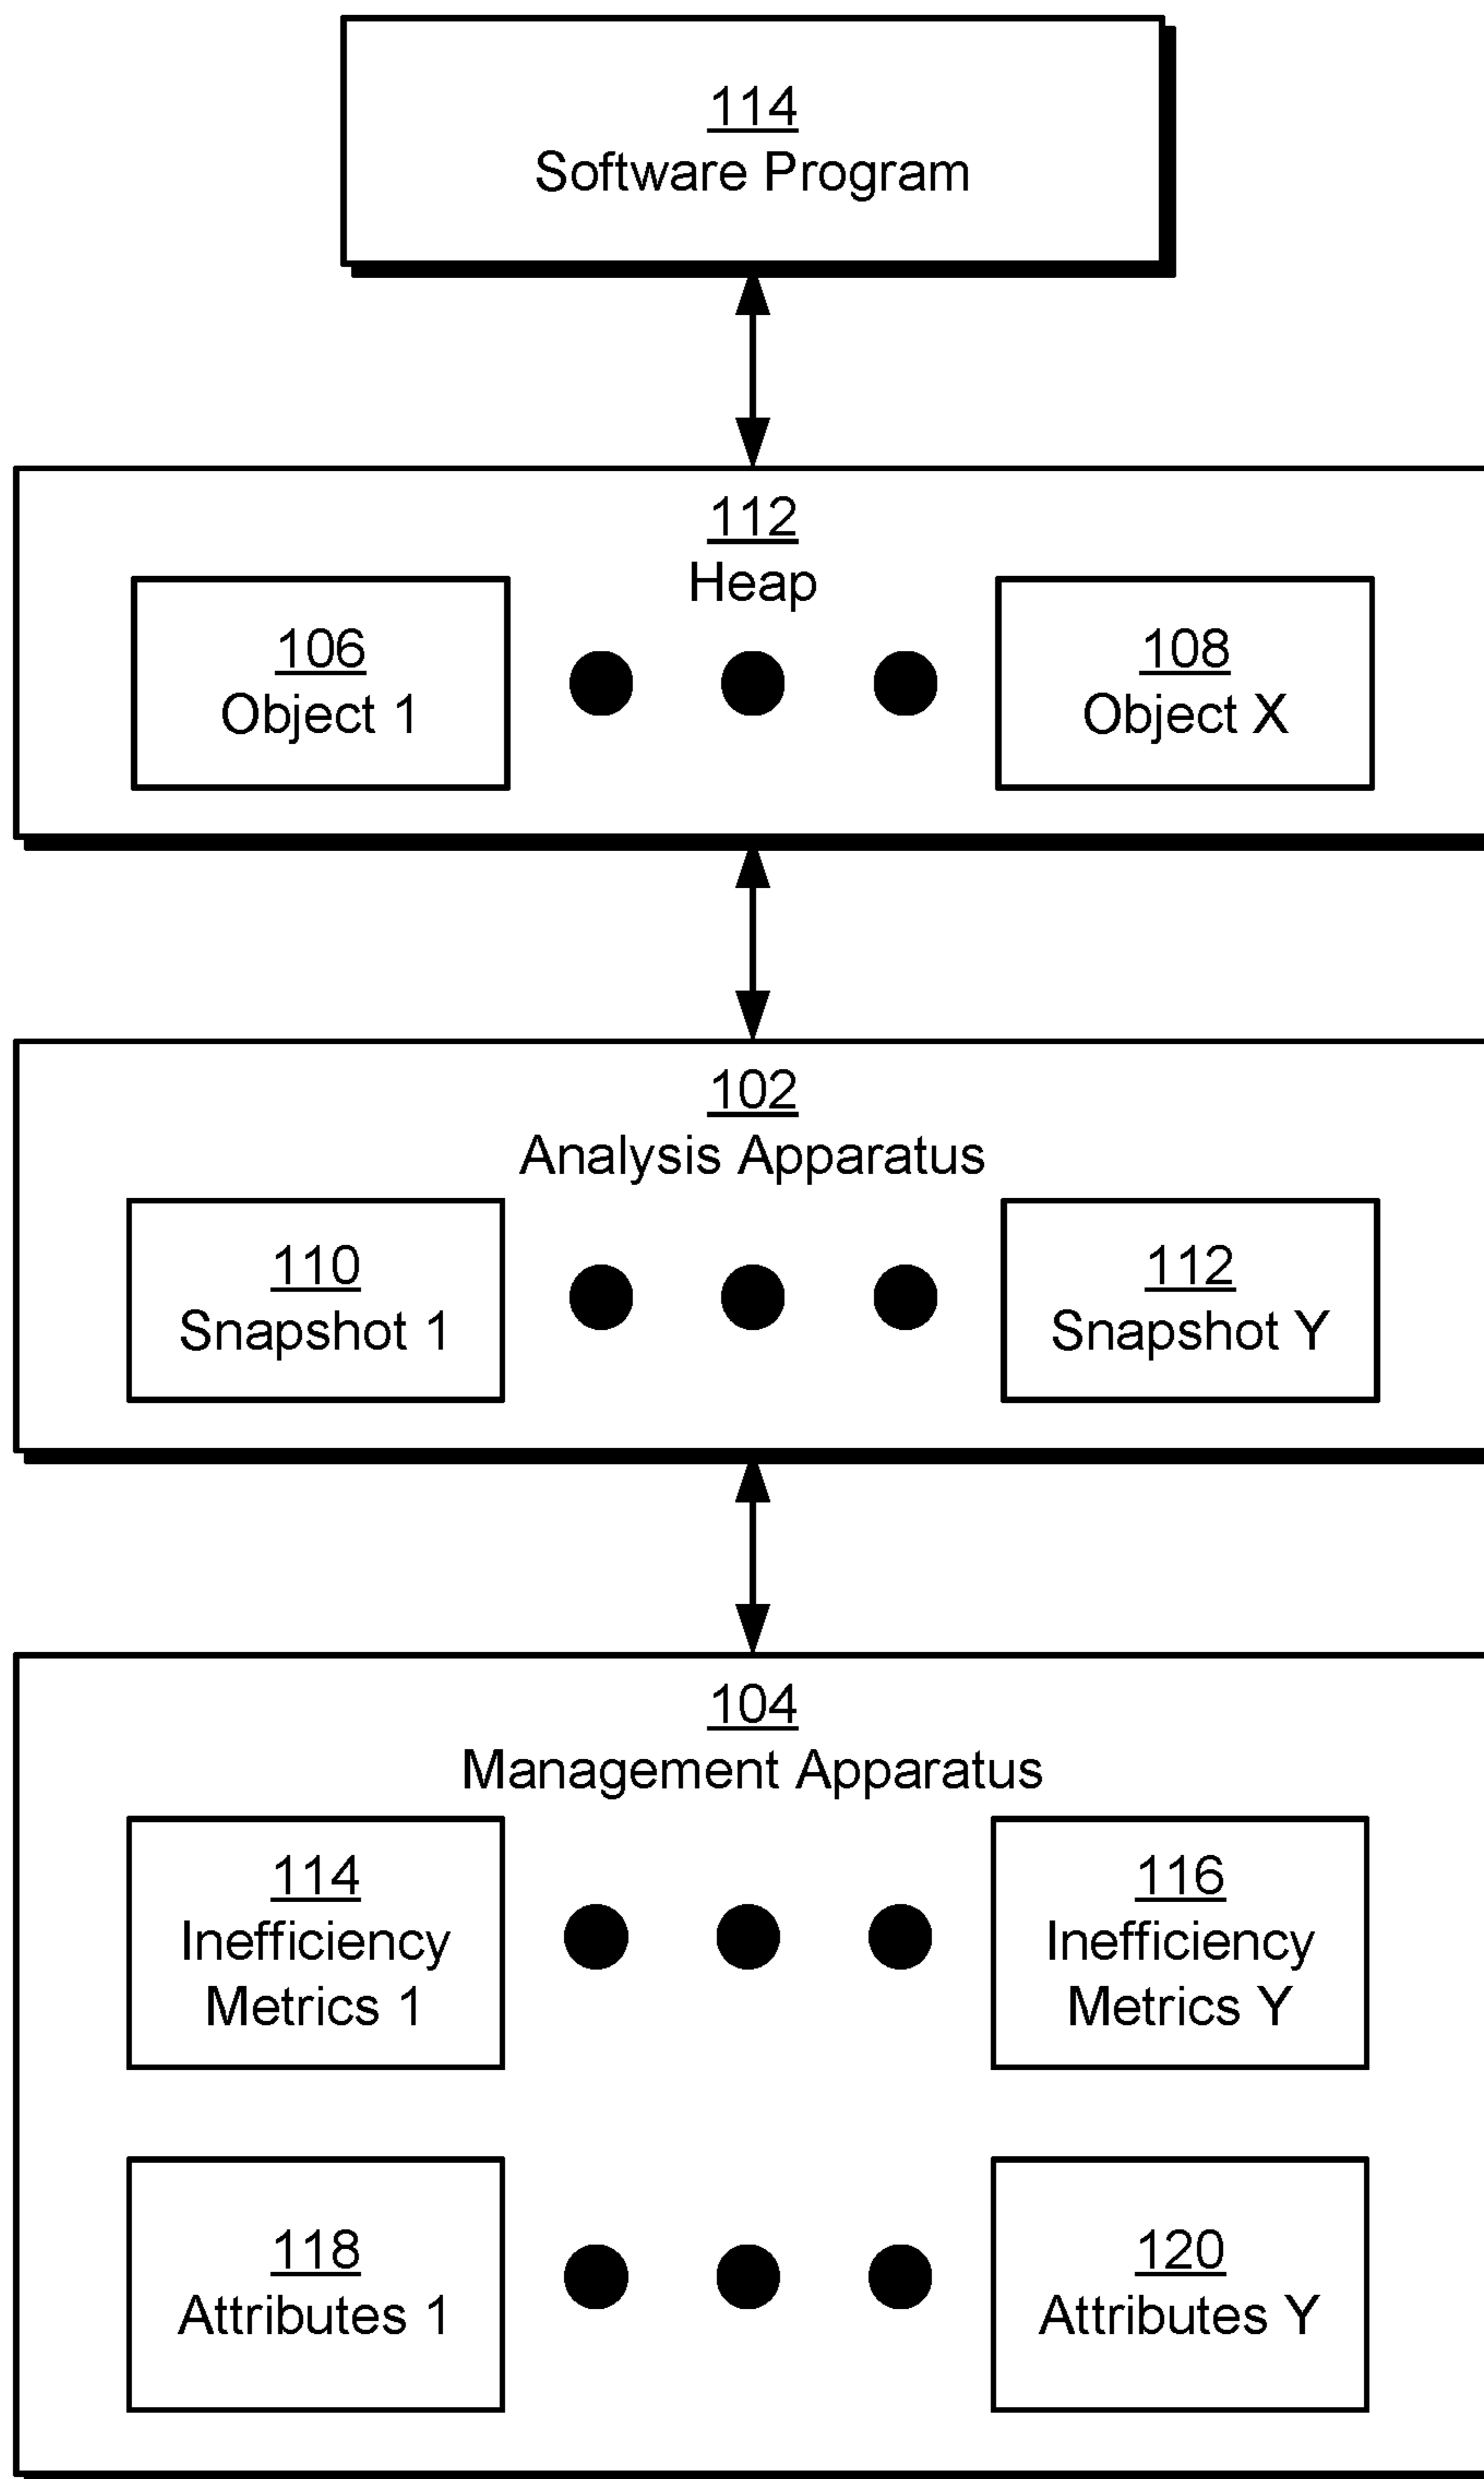 114
Software Program
112
Heap
106
Object 1
108
Object X
102
Analysis Apparatus
110
Snapshot 1
112
Snapshot Y
104
Management Apparatus
114
Inefficiency
Metrics 1
116
Inefficiency
Metrics Y
118
Attributes 1
120
Attributes Y